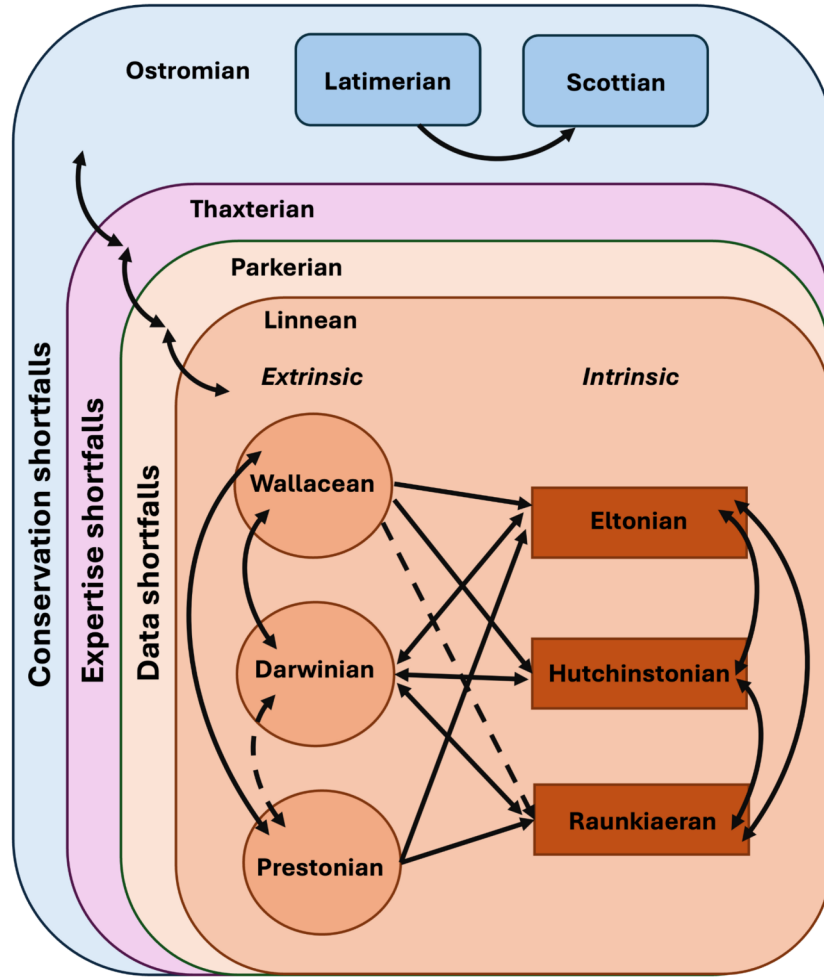 Ostromian
Latimerian
Scottian
Thaxterian
Parkerian
Linnean
Extrinsic
Intrinsic
Wallacean
Eltonian
Darwinian
Hutchinstonian
Prestonian
Raunkiaeran
Conservation shortfalls
Expertise shortfalls
Data shortfalls